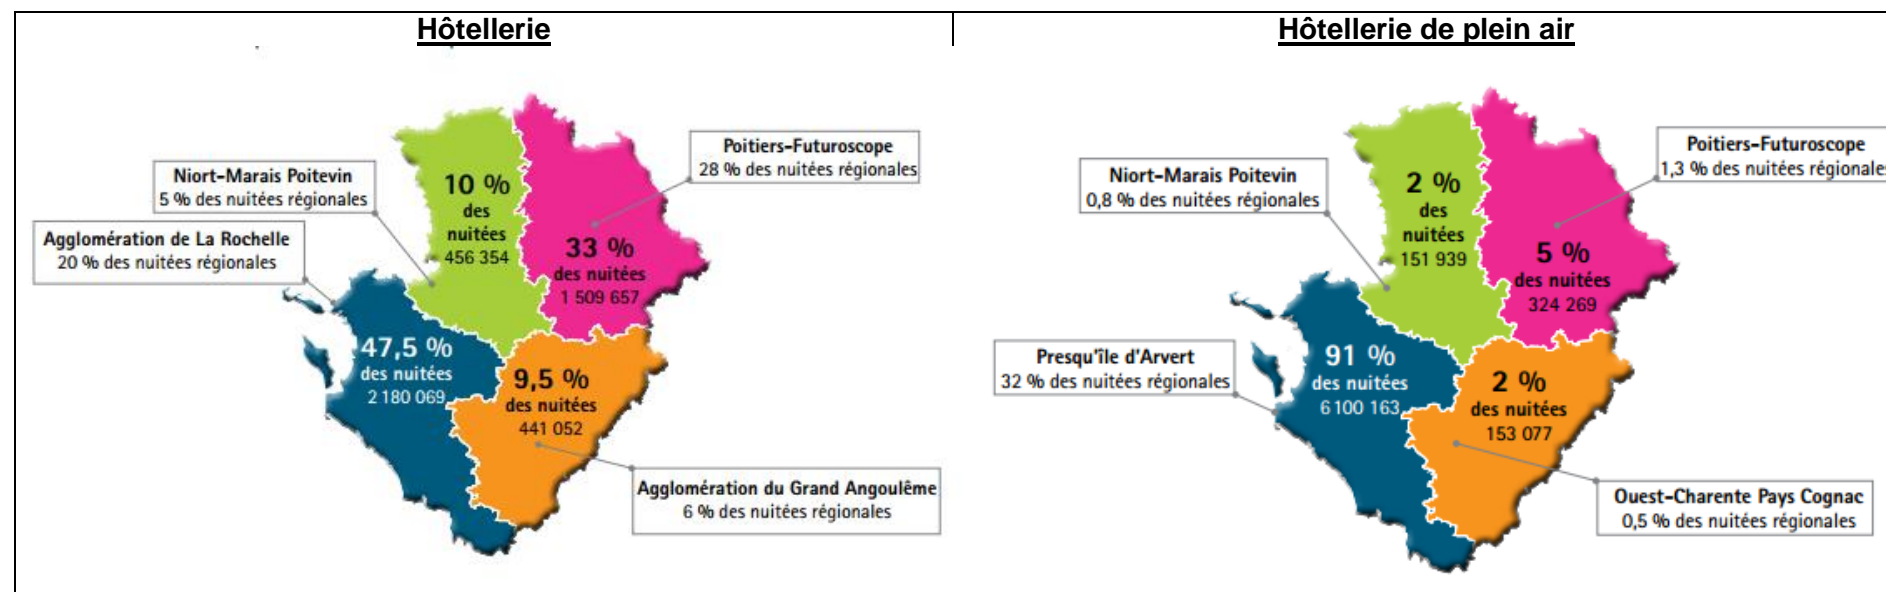 Hôtellerie
Poitiers-Futuroscope
28 % des nuitées régionales
Niort-Marais Poitevin
5 % des nuitées régionales
Agglomération de La Rochelle
20 % des nuitées régionales
10 %
des
nuitées
456 354
33 %
des nuitées
1 509 657
47,5 %
des nuitées
2 180 069
9,5 %
des nuitées
441 052
Agglomération du Grand Angoulême
6 % des nuitées régionales
Hôtellerie de plein air
Poitiers-Futuroscope
1,3 % des nuitées régionales
Niort-Marais Poitevin
0,8 % des nuitées régionales
2 %
des
nuitées
151 939
5 %
des nuitées
324 269
Presqu'île d'Arvert
32 % des nuitées régionales
91 %
des nuitées
6 100 163
2 %
des nuitées
153 077
Ouest-Charente Pays Cognac
0,5 % des nuitées régionales